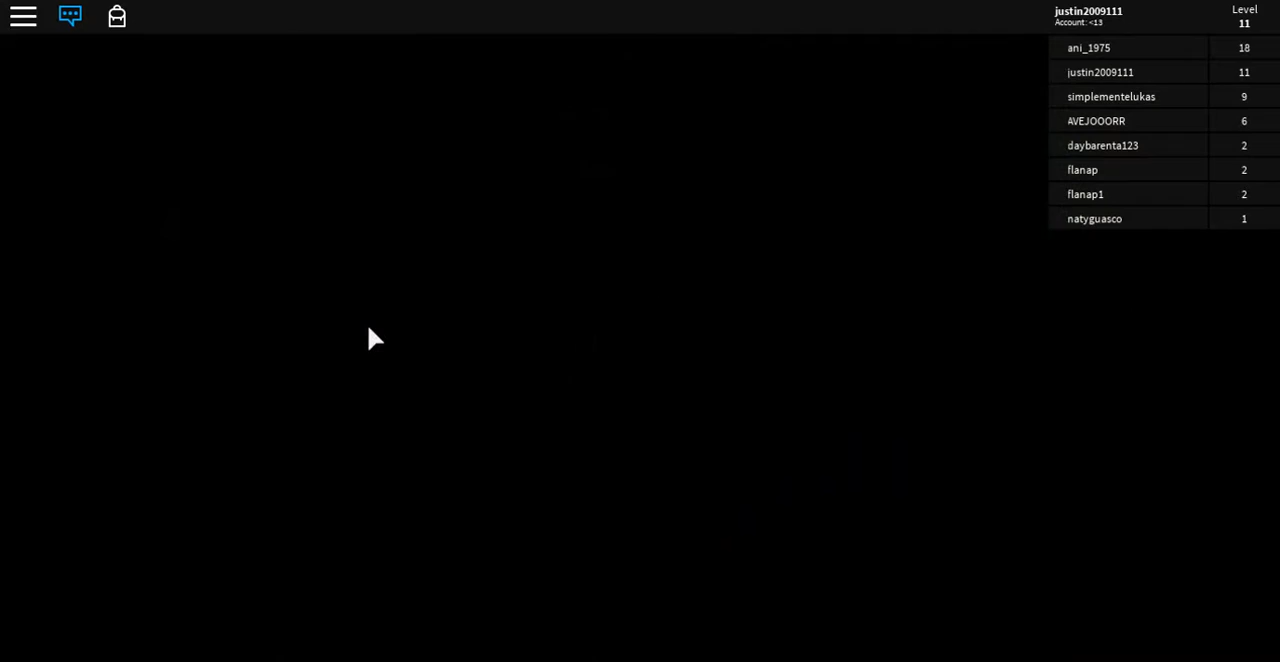 justin2009111 Level
Account: <13 11
ani_1975 18
justin2009111 11
simplementelukas 9
AVEJOOORR 6
daybarenta123 2
flanap 2
flanap1 2
natyguasco 1